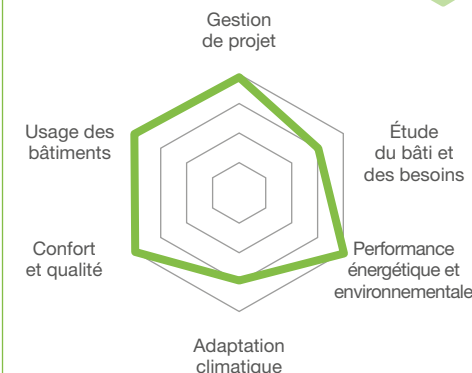 Gestion
de projet
Étude
du bâti et
des besoins
Performance
énergétique et
environnementale
Adaptation
climatique
Confort
et qualité
Usage des
bâtiments